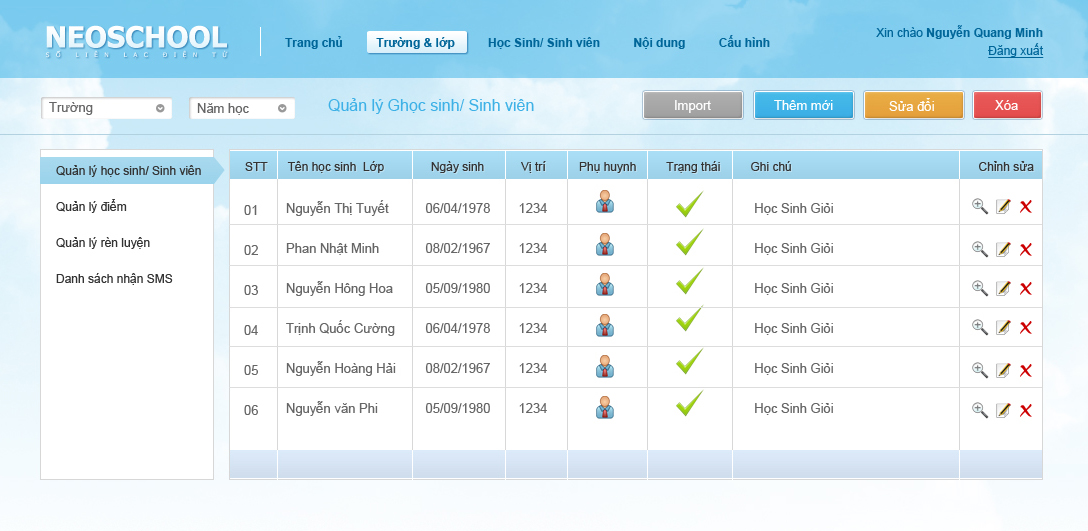 NEOSCHOOL
SỔ LIÊN LẠC ĐIỆN TỬ
Trang chủ Trường & lớp Học Sinh/ Sinh viên Nội dung Cấu hình
Xin chào Nguyễn Quang Minh
Đăng xuất
Trường Năm học Quản lý Ghọc sinh/ Sinh viên Import Thêm mới Sửa đổi Xóa
Quản lý học sinh/ Sinh viên
Quản lý điểm
Quản lý rèn luyện
Danh sách nhận SMS
STT Tên học sinh Lớp Ngày sinh Vị trí Phụ huynh Trạng thái Ghi chú Chỉnh sửa
01 Nguyễn Thị Tuyết 06/04/1978 1234 Học Sinh Giỏi
02 Phan Nhật Minh 08/02/1967 1234 Học Sinh Giỏi
03 Nguyễn Hông Hoa 05/09/1980 1234 Học Sinh Giỏi
04 Trịnh Quốc Cường 06/04/1978 1234 Học Sinh Giỏi
05 Nguyễn Hoàng Hải 08/02/1967 1234 Học Sinh Giỏi
06 Nguyễn văn Phi 05/09/1980 1234 Học Sinh Giỏi